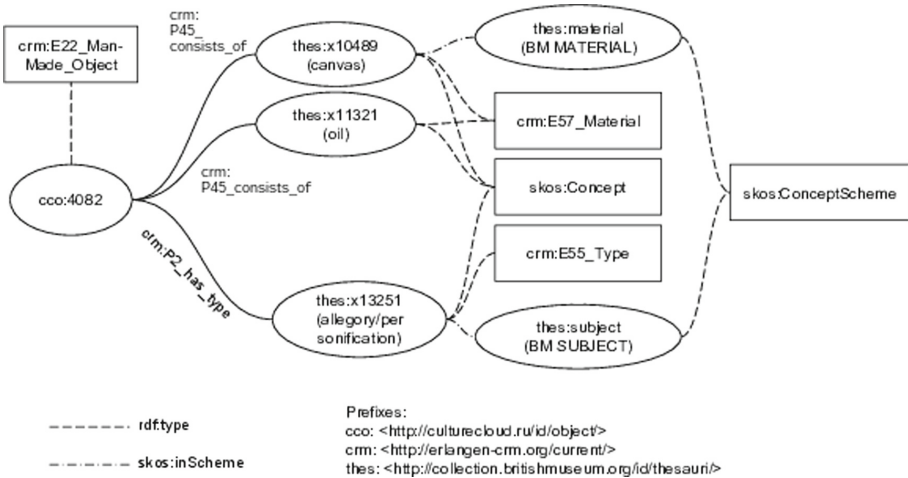 crm:
P45_
consists_of
crm:E22_Man-
Made_Object
thes:x10489
(canvas)
thes:material
(BM MATERIAL)
thes:x11321
(oil)
crm:E57_Material
crm:
P45_consists_of
cco:4082
skos:Concept
skos:ConceptScheme
crm:P2_has_type
crm:E55_Type
thes:x13251
(allegory/per
sonification)
thes:subject
(BM SUBJECT)
rdf:type
skos:inScheme
Prefixes:
cco: <http://culturecloud.ru/id/object/>
crm: <http://erlangen-crm.org/current/>
thes: <http://collection.britishmuseum.org/id/thesauri/>